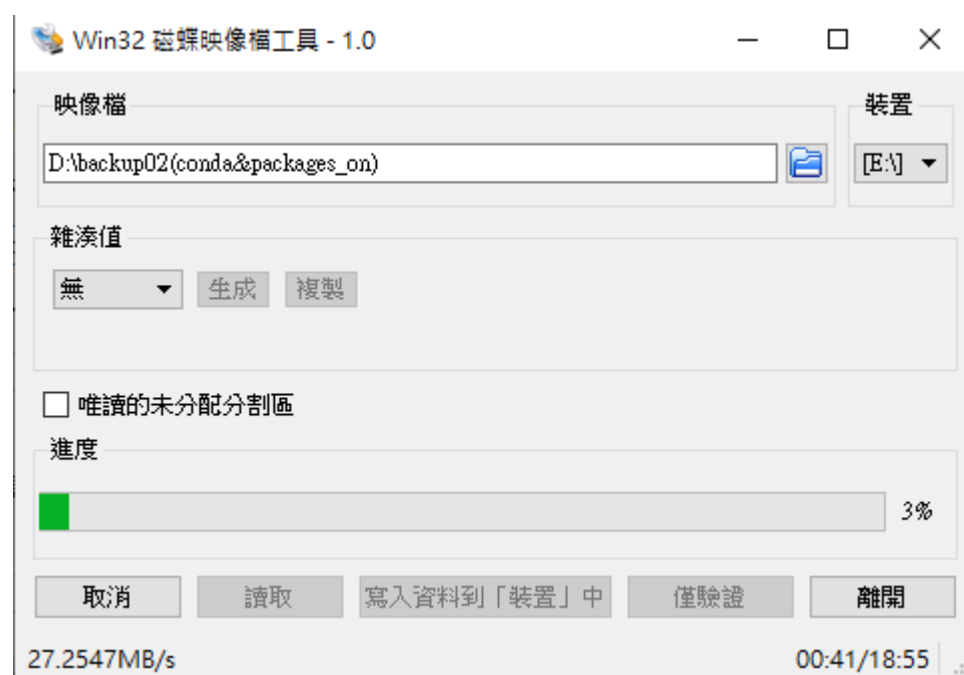 Win32 磁蝶映像檔工具 - 1.0
映像檔
裝置
D:\backup02(conda&packages_on)
[E:\]
雜湊值
無
生成
複製
唯讀的未分配分割區
進度
3%
取消
讀取
寫入資料到「裝置」中
僅驗證
離開
27.2547MB/s
00:41/18:55